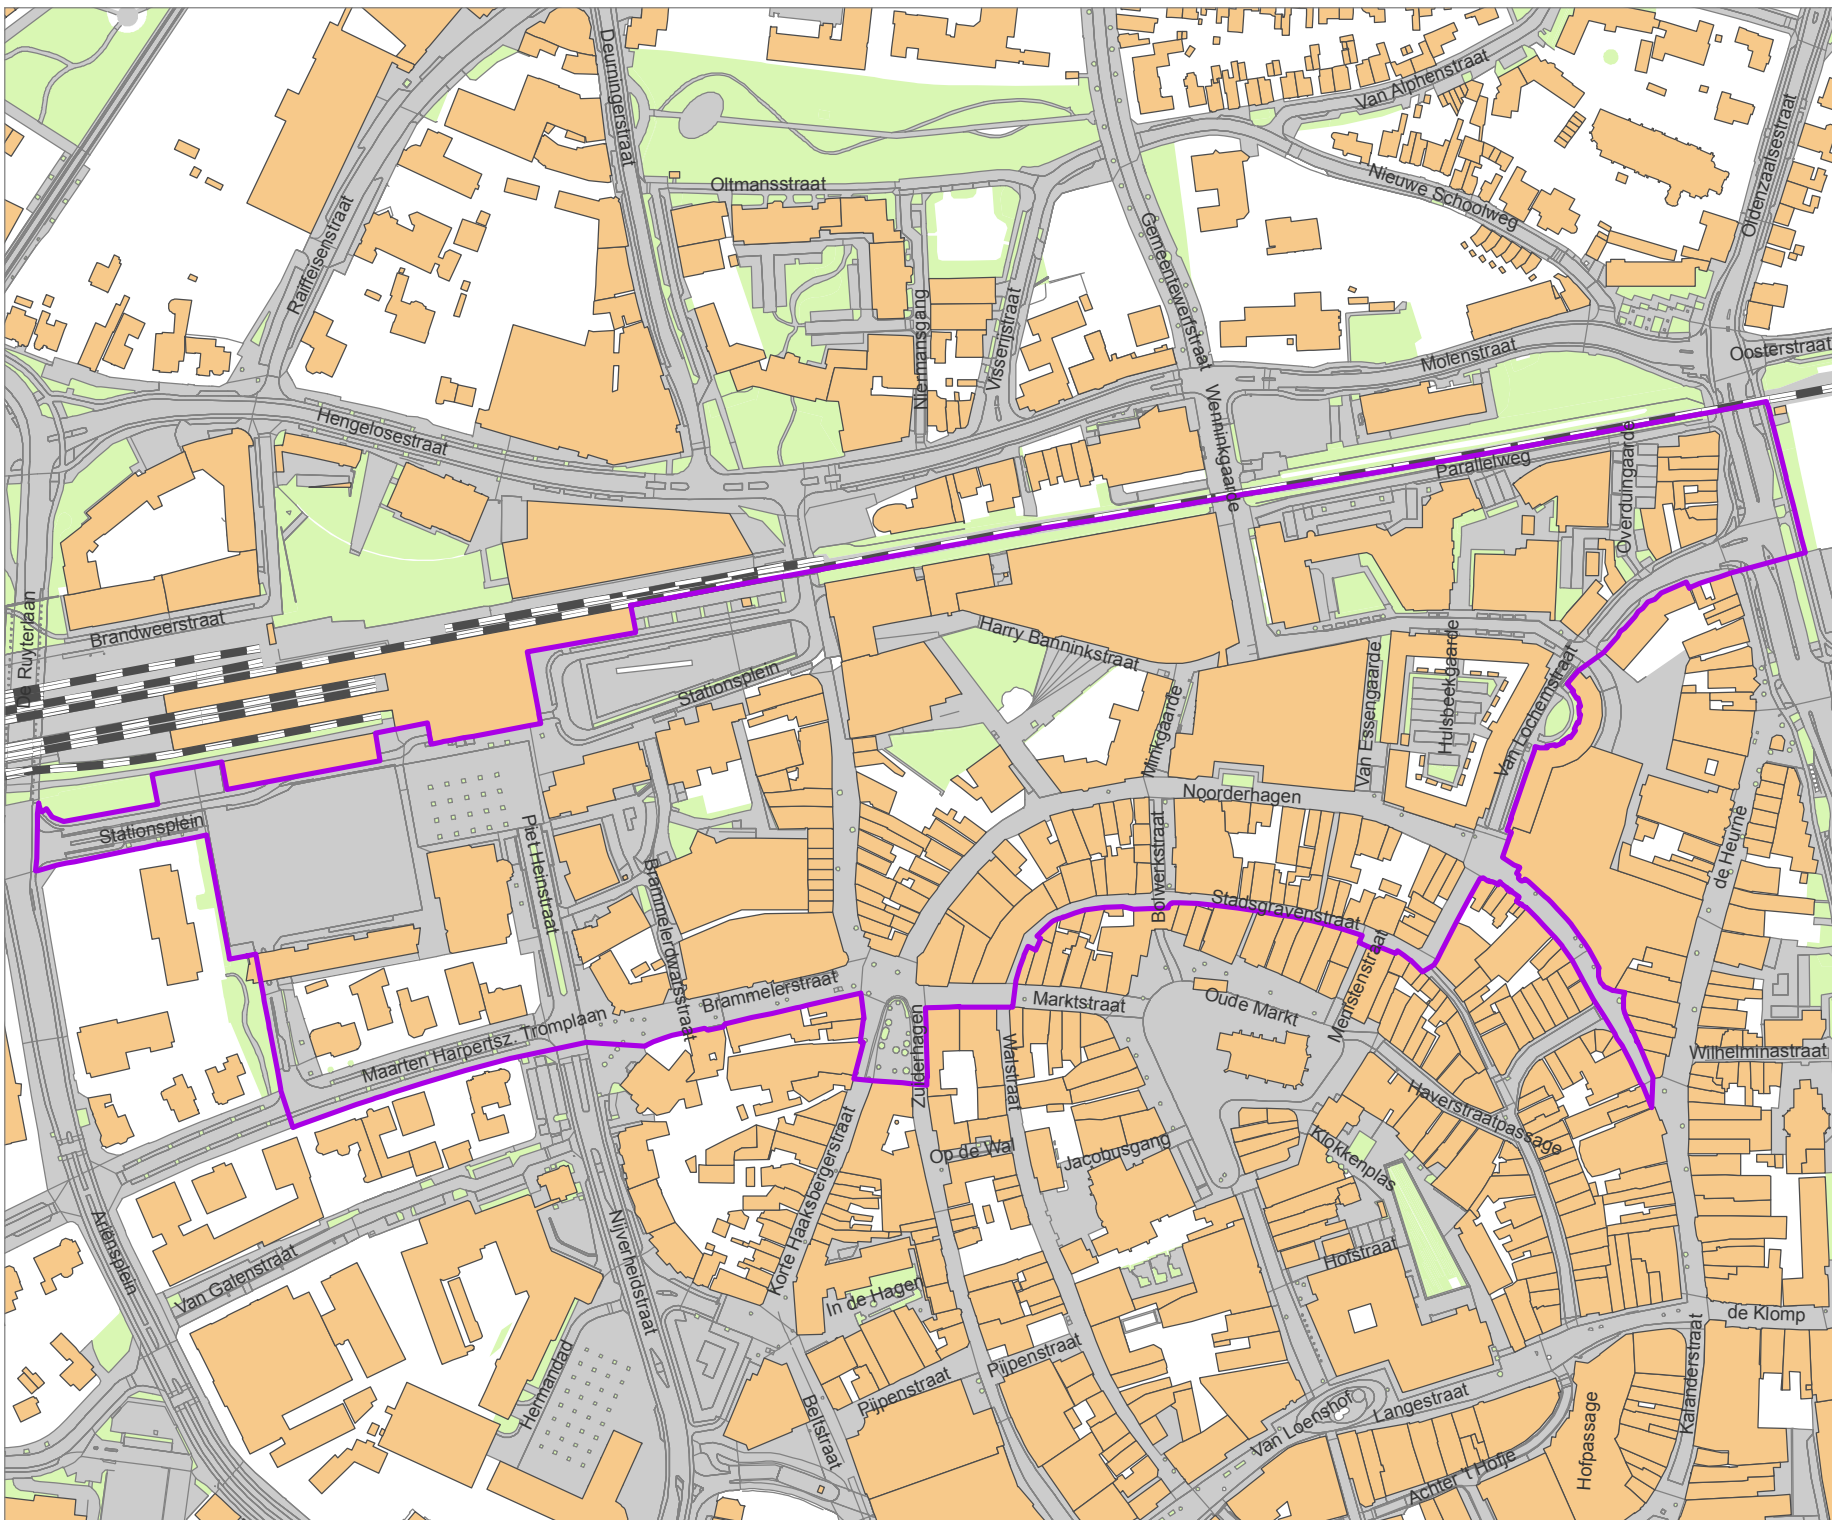 Deurningerstraat
Van Alphenstraat
Oldenzaalsestraat
Oltmansstraat
Nieuwe Schoolweg
Raiffeisenstraat
Gemeentewerfstraat
Niermansgang
Visserijstraat
Molenstraat
Oosterstraat
Hengelosestraat
Wenninkgaarde
Parallelweg
Overduingaarde
De Ruyterlaan
Brandweerstraat
Harry Banninkstraat
Stationsplein
Minkgaarde
Van Essengaarde
Hulsbeekgaarde
Van Lochemstraat
Noorderhagen
Stationsplein
Piet Heinstraat
Brammelerdwarsstraat
Bolwerkstraat
Stadsgravenstraat
de Heurne
Mentenstraat
Brammelerstraat
Marktstraat
Oude Markt
Maarten Harpertsz. Tromplaan
Zuiderhagen
Walstraat
Wilhelminastraat
Haverstraatpassage
Korte Haaksbergerstraat
Op de Wal
Jacobusgang
Klokkenplas
Ariënsplein
Van Galenstraat
Nijverheidstraat
Hofstraat
In de Hagen
de Klomp
Hermandad
Pijpenstraat
Pijpenstraat
Kalanderstraat
Beltstraat
Van Loenshof
Langestraat
Hofpassage
Achter 't Hofje